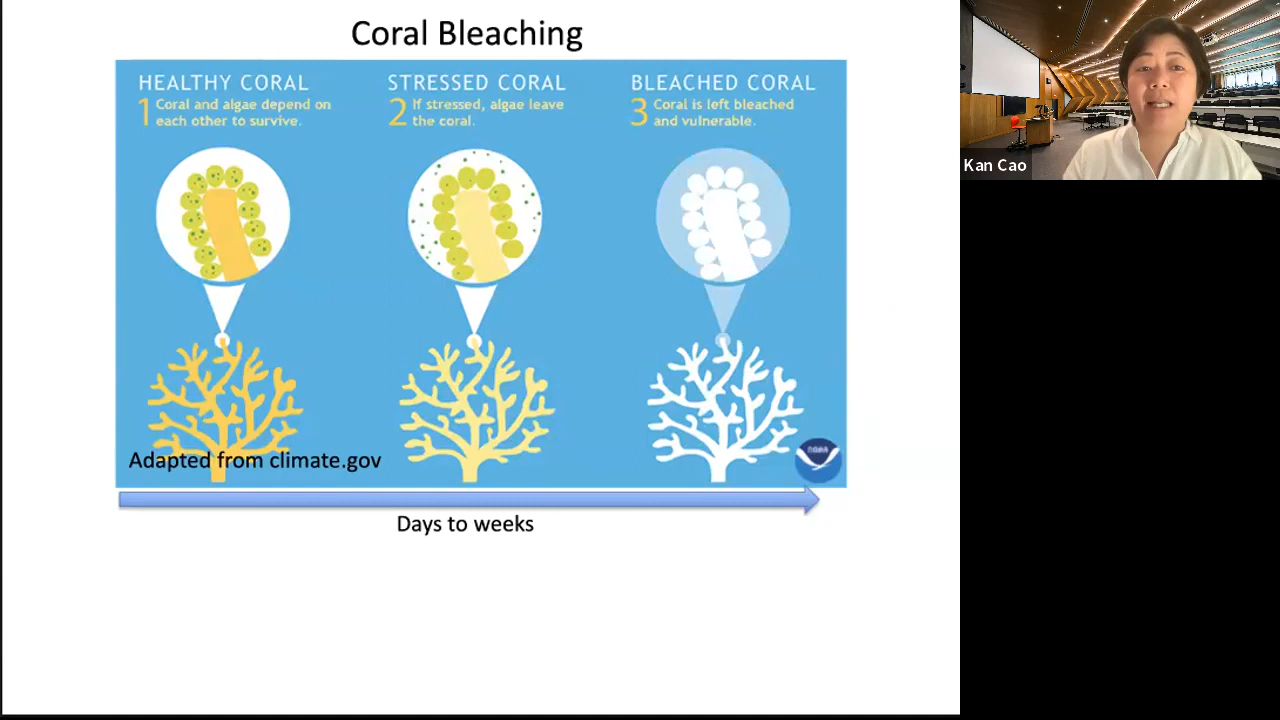 Coral Bleaching
HEALTHY CORAL
1 Coral and algae depend on
each other to survive.
STRESSED CORAL
2 If stressed, algae leave
the coral.
BLEACHED CORAL
3 Coral is left bleached
and vulnerable.
Adapted from climate.gov
NOAA
Days to weeks
Kan Cao